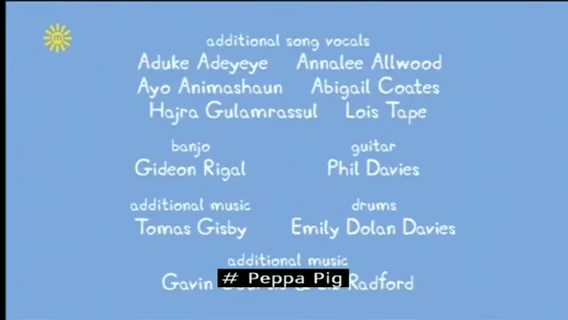 additional song vocals
Aduke Adeyeye Annalee Allwood
Ayo Animashaun Abigail Coates
Hajra Gulamrassul Lois Tape
banjo guitar
Gideon Rigal Phil Davies
additional music drums
Tomas Gisby Emily Dolan Davies
additional music
# Peppa Pig
Gavin Radford